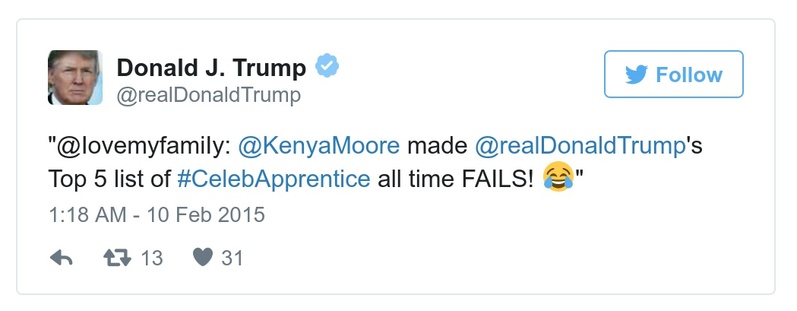 Donald J. Trump
@realDonaldTrump
Follow
"@lovemyfamily: @KenyaMoore made @realDonaldTrump's
Top 5 list of #CelebApprentice all time FAILS! 😂"
1:18 AM - 10 Feb 2015
13 31